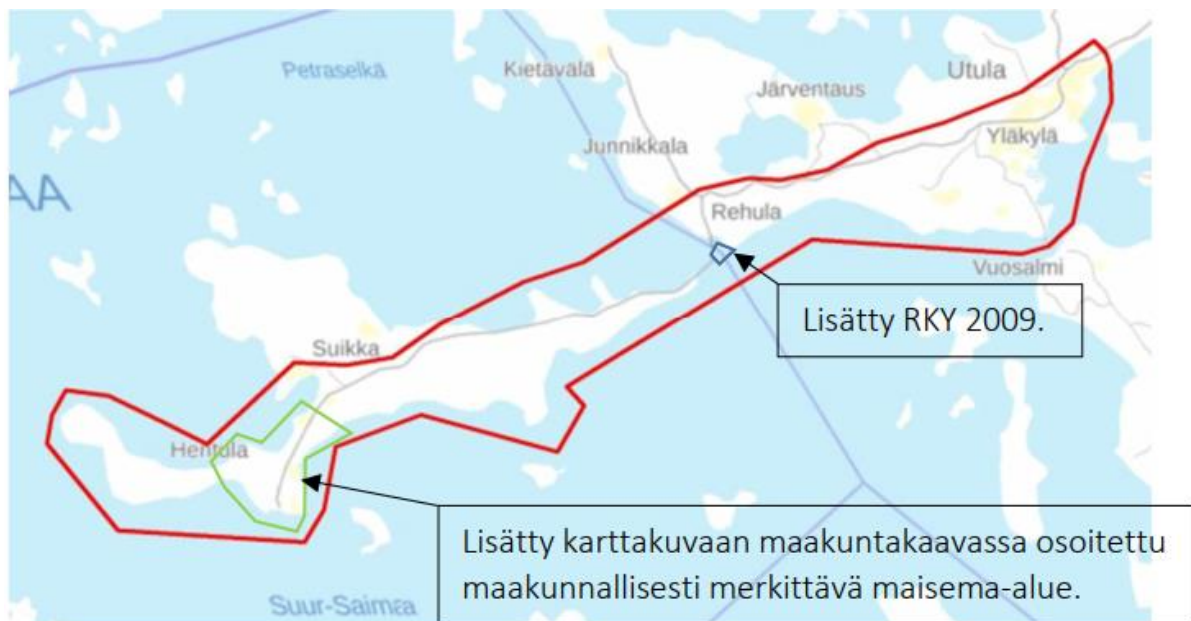 Utula
Petraselkä
Kietävälä
Järventaus
Yläkylä
Junnikkala
AA
Rehula
Vuosalmi
Lisätty RKY 2009.
Suikka
Hentula
Lisätty karttakuvaan maakuntakaavassa osoitettu
maakunnallisesti merkittävä maisema-alue.
Suur-Saimaa